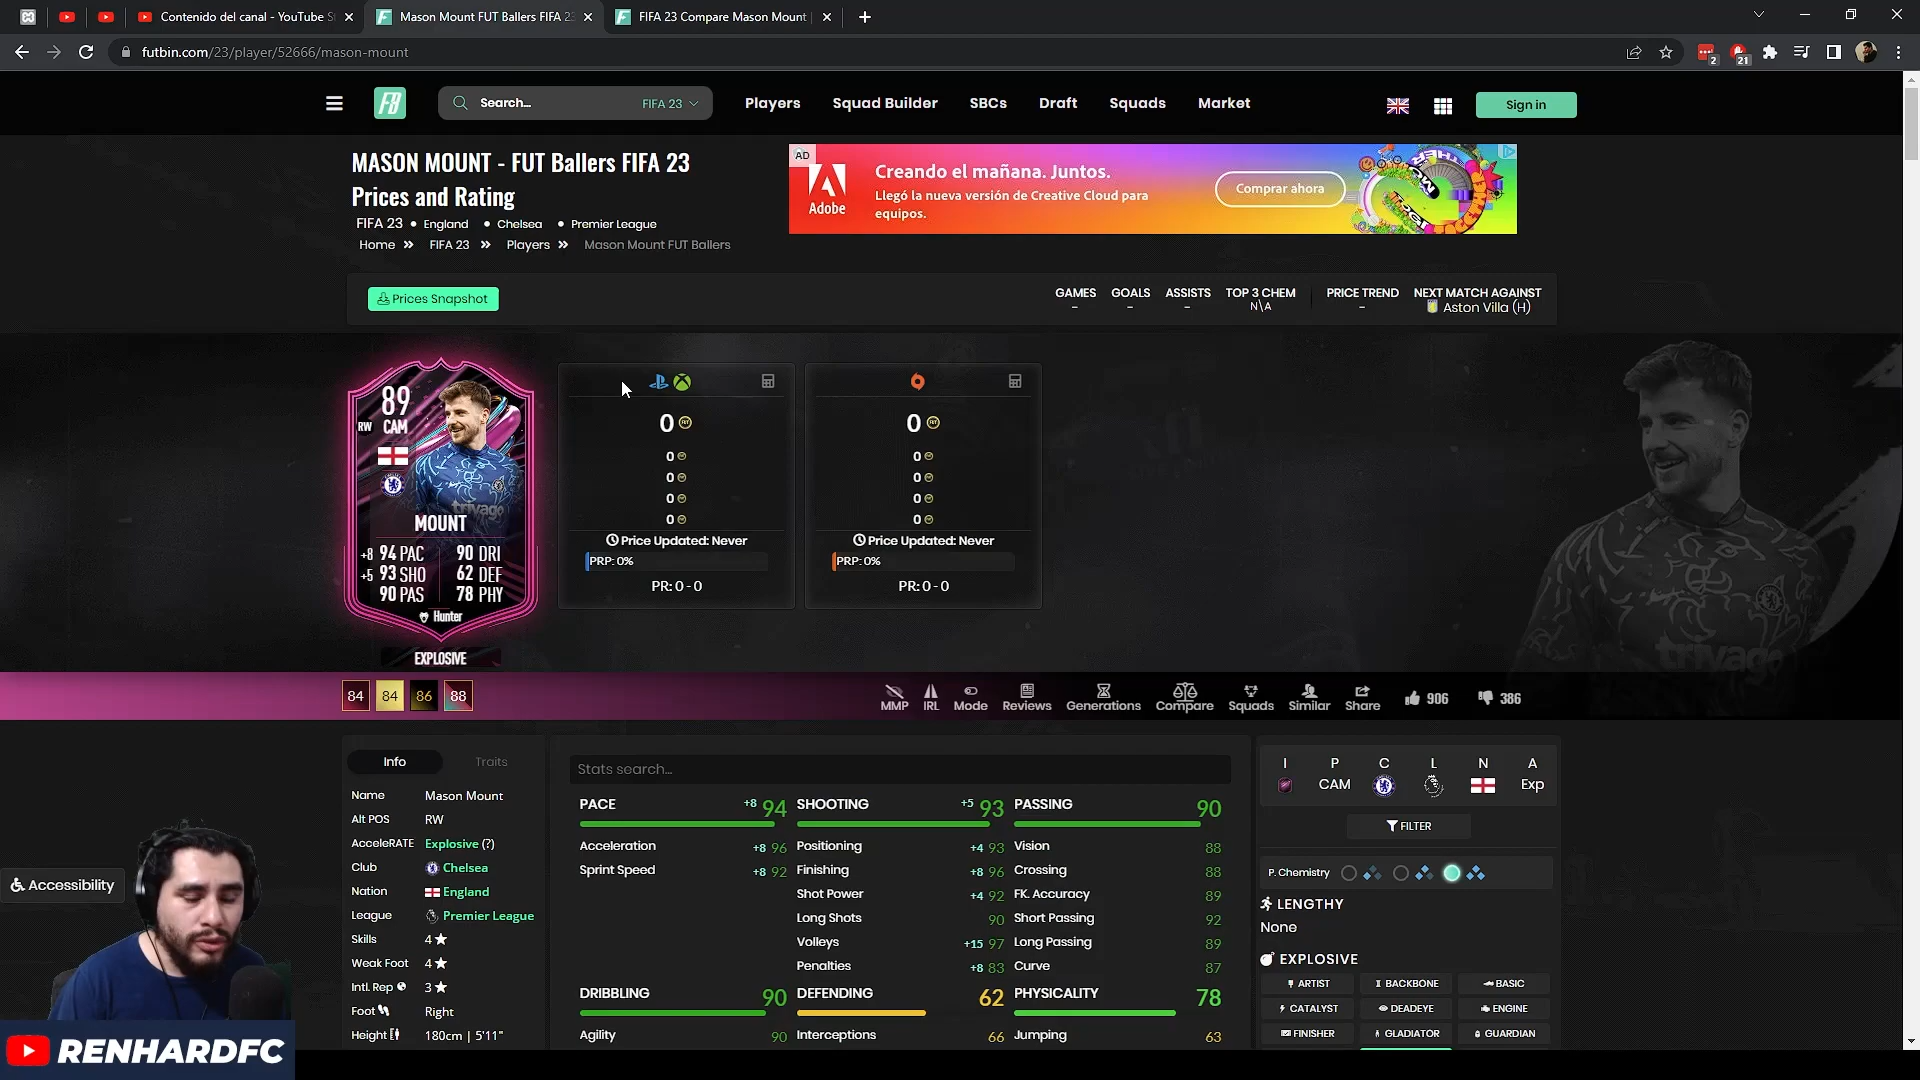 Contenido del canal - YouTube S
Mason Mount FUT Ballers FIFA 23
FIFA 23 Compare Mason Mount
futbin.com/23/player/52666/mason-mount
2
21
FB
Search...
FIFA 23
Players
Squad Builder
SBCs
Draft
Squads
Market
Sign in
MASON MOUNT - FUT Ballers FIFA 23
Prices and Rating
FIFA 23 • England • Chelsea • Premier League
Home » FIFA 23 » Players » Mason Mount FUT Ballers
AD
Adobe
Creando el mañana. Juntos.
Llegó la nueva versión de Creative Cloud para
equipos.
Comprar ahora
Prices Snapshot
GAMES
-
GOALS
-
ASSISTS
-
TOP 3 CHEM
N\A
PRICE TREND
-
NEXT MATCH AGAINST
Aston Villa (H)
89
RW CAM
trivago
MOUNT
+8 94 PAC 90 DRI
+5 93 SHO 62 DEF
90 PAS 78 PHY
Hunter
EXPLOSIVE
0
0
0
0
0
Price Updated: Never
PRP: 0%
PR: 0 - 0
0
0
0
0
0
Price Updated: Never
PRP: 0%
PR: 0 - 0
trivago
84 84 86 88
MMP
IRL
Mode
Reviews
Generations
Compare
Squads
Similar
Share
906
386
Info
Traits
Name Mason Mount
Alt POS RW
AcceleRATE Explosive (?)
Club Chelsea
Nation England
League Premier League
Skills 4
Weak Foot 4
Intl. Rep 3
Foot Right
Height 180cm | 5'11"
Stats search...
PACE +8 94
Acceleration +8 96
Sprint Speed +8 92
SHOOTING +5 93
Positioning +4 93
Finishing +8 96
Shot Power +4 92
Long Shots 90
Volleys +15 97
Penalties +8 83
PASSING 90
Vision 88
Crossing 88
FK. Accuracy 89
Short Passing 92
Long Passing 89
Curve 87
DRIBBLING 90
Agility 90
DEFENDING 62
Interceptions 66
PHYSICALITY 78
Jumping 63
I P C L N A
CAM Exp
FILTER
P. Chemistry
LENGTHY
None
EXPLOSIVE
ARTIST BACKBONE BASIC
CATALYST DEADEYE ENGINE
FINISHER GLADIATOR GUARDIAN
Accessibility
RENHARDFC